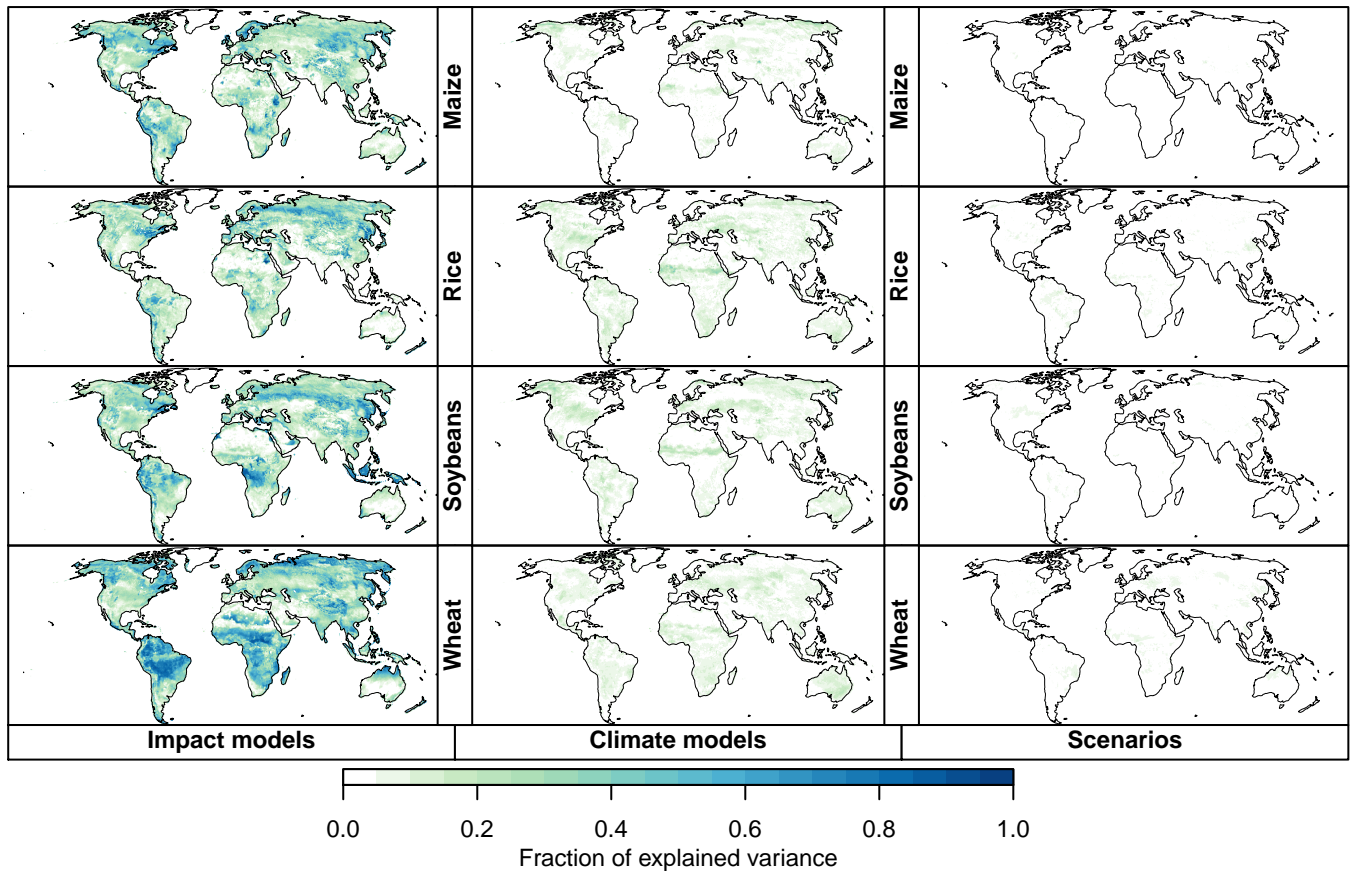 Maize
Maize
Rice
Rice
Soybeans
Soybeans
Wheat
Wheat
Impact models
Climate models
Scenarios
0.0 0.2 0.4 0.6 0.8 1.0
Fraction of explained variance